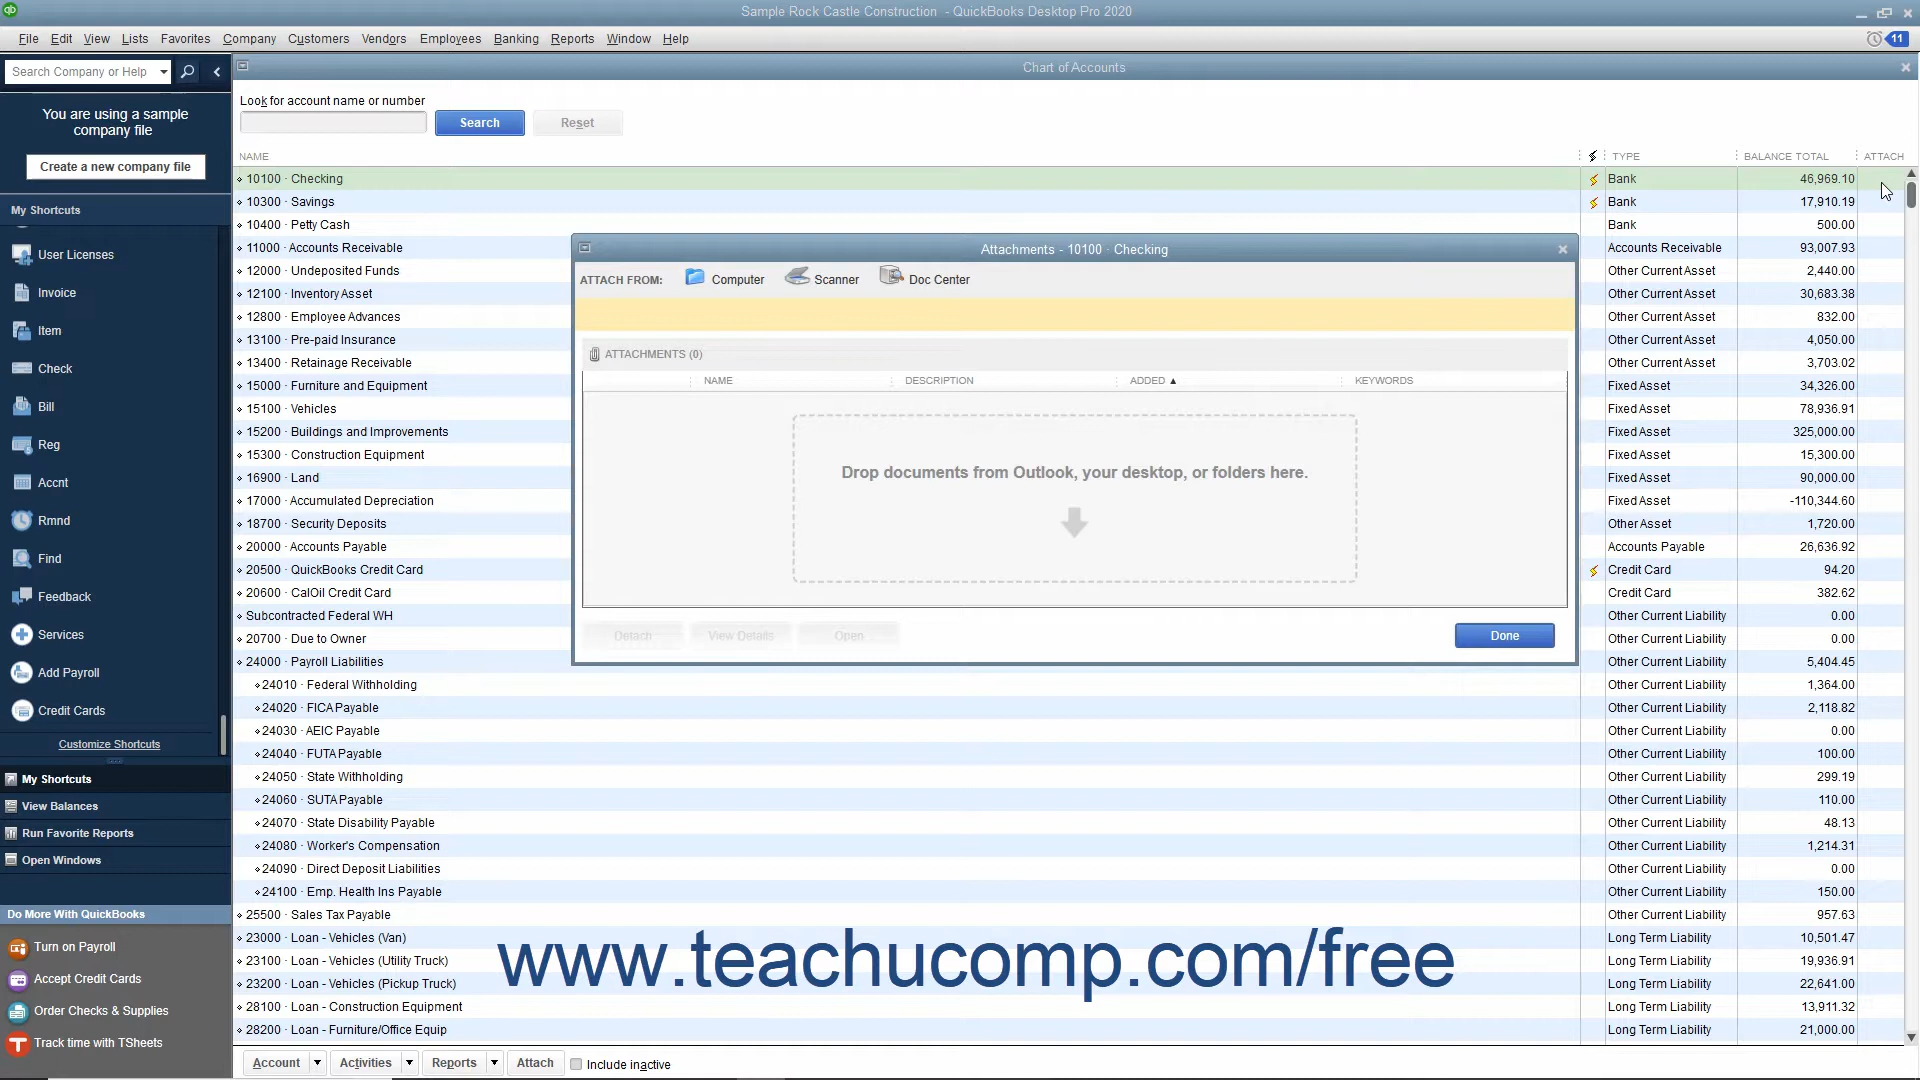 Sample Rock Castle Construction - QuickBooks Desktop Pro 2020
File Edit View Lists Favorites Company Customers Vendors Employees Banking Reports Window Help
11
Search Company or Help
Chart of Accounts
You are using a sample
company file
Create a new company file
My Shortcuts
User Licenses
Invoice
Item
Check
Bill
Reg
Accnt
Rmnd
Find
Feedback
Services
Add Payroll
Credit Cards
Customize Shortcuts
My Shortcuts
View Balances
Run Favorite Reports
Open Windows
Do More With QuickBooks
Turn on Payroll
Accept Credit Cards
Order Checks & Supplies
Track time with TSheets
Look for account name or number
Search Reset
NAME TYPE BALANCE TOTAL ATTACH
10100 · Checking Bank 46,969.10
10300 · Savings Bank 17,910.19
10400 · Petty Cash Bank 500.00
11000 · Accounts Receivable Accounts Receivable 93,007.93
12000 · Undeposited Funds Other Current Asset 2,440.00
12100 · Inventory Asset Other Current Asset 30,683.38
12800 · Employee Advances Other Current Asset 832.00
13100 · Pre-paid Insurance Other Current Asset 4,050.00
13400 · Retainage Receivable Other Current Asset 3,703.02
15000 · Furniture and Equipment Fixed Asset 34,326.00
15100 · Vehicles Fixed Asset 78,936.91
15200 · Buildings and Improvements Fixed Asset 325,000.00
15300 · Construction Equipment Fixed Asset 15,300.00
16900 · Land Fixed Asset 90,000.00
17000 · Accumulated Depreciation Fixed Asset -110,344.60
18700 · Security Deposits Other Asset 1,720.00
20000 · Accounts Payable Accounts Payable 26,636.92
20500 · QuickBooks Credit Card Credit Card 94.20
20600 · CalOil Credit Card Credit Card 382.62
Subcontracted Federal WH Other Current Liability 0.00
20700 · Due to Owner Other Current Liability 0.00
24000 · Payroll Liabilities Other Current Liability 5,404.45
24010 · Federal Withholding Other Current Liability 1,364.00
24020 · FICA Payable Other Current Liability 2,118.82
24030 · AEIC Payable Other Current Liability 0.00
24040 · FUTA Payable Other Current Liability 100.00
24050 · State Withholding Other Current Liability 299.19
24060 · SUTA Payable Other Current Liability 110.00
24070 · State Disability Payable Other Current Liability 48.13
24080 · Worker's Compensation Other Current Liability 1,214.31
24090 · Direct Deposit Liabilities Other Current Liability 0.00
24100 · Emp. Health Ins Payable Other Current Liability 150.00
25500 · Sales Tax Payable Other Current Liability 957.63
23000 · Loan - Vehicles (Van) Long Term Liability 10,501.47
23100 · Loan - Vehicles (Utility Truck) Long Term Liability 19,936.91
23200 · Loan - Vehicles (Pickup Truck) Long Term Liability 22,641.00
28100 · Loan - Construction Equipment Long Term Liability 13,911.32
28200 · Loan - Furniture/Office Equip Long Term Liability 21,000.00
Attachments - 10100 · Checking
ATTACH FROM: Computer Scanner Doc Center
ATTACHMENTS (0)
NAME DESCRIPTION ADDED KEYWORDS
Drop documents from Outlook, your desktop, or folders here.
Detach View Details Open Done
www.teachucomp.com/free
Account Activities Reports Attach Include inactive